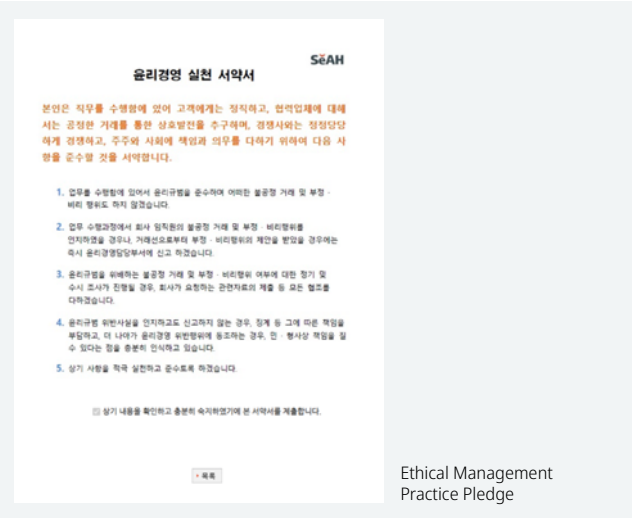 SeAH
윤리경영 실천 서약서
본인은 직무를 수행함에 있어 고객에게는 정직하고, 협력업체에 대해
서는 공정한 거래를 통한 상호발전을 추구하며, 경쟁사와는 정정당당
하게 경쟁하고, 주주와 사회에 책임과 의무를 다하기 위하여 다음 사
항을 준수할 것을 서약합니다.
1. 업무를 수행함에 있어서 윤리규범을 준수하며 어떠한 불공정 거래 및 부정 ·
비리 행위도 하지 않겠습니다.
2. 업무 수행과정에서 회사 임직원의 불공정 거래 및 부정 · 비리행위를
인지하였을 경우나, 거래선으로부터 부정 · 비리행위의 제안을 받았을 경우에는
즉시 윤리경영담당부서에 신고 하겠습니다.
3. 윤리규범을 위배하는 불공정 거래 및 부정 · 비리행위 여부에 대한 정기 및
수시 조사가 진행될 경우, 회사가 요청하는 관련자료의 제출 등 모든 협조를
다하겠습니다.
4. 윤리규범 위반사실을 인지하고도 신고하지 않는 경우, 징계 등 그에 따른 책임을
부담하고, 더 나아가 윤리경영 위반행위에 동조하는 경우, 민 · 형사상 책임을 질
수 있다는 점을 충분히 인식하고 있습니다.
5. 상기 사항을 적극 실천하고 준수토록 하겠습니다.
상기 내용을 확인하고 충분히 숙지하였기에 본 서약서를 제출합니다.
목록
Ethical Management
Practice Pledge